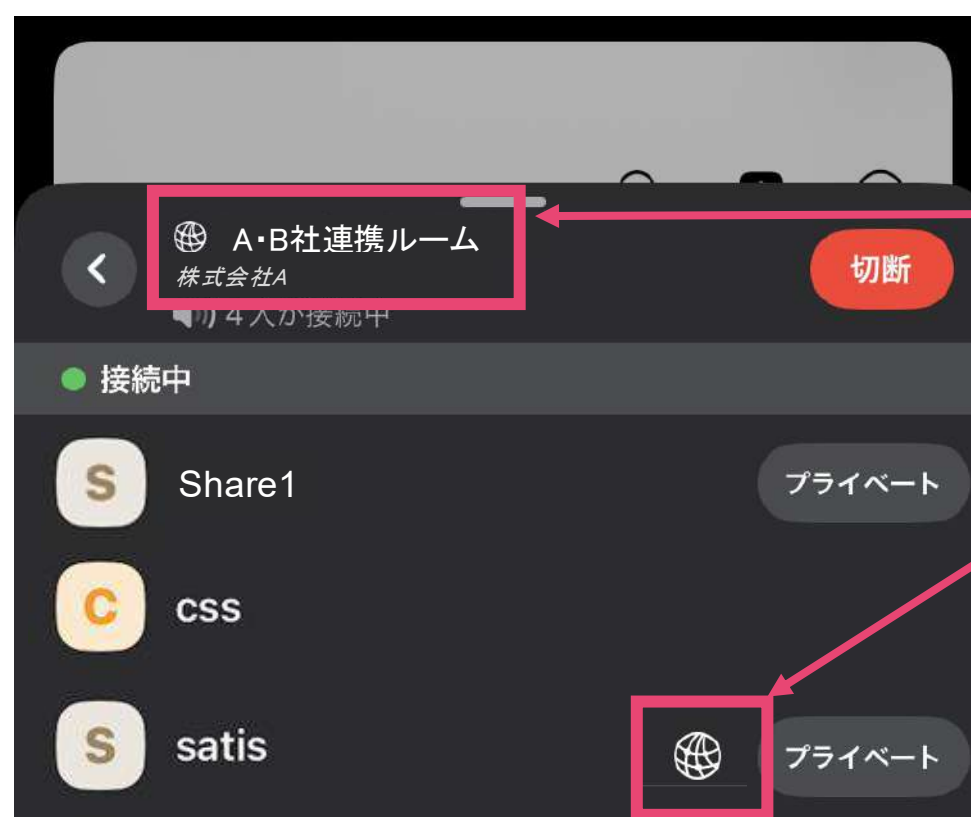 A・B社連携ルーム
株式会社A
切断
4人が接続中
接続中
S
Share1
プライベート
C
css
S
satis
プライベート